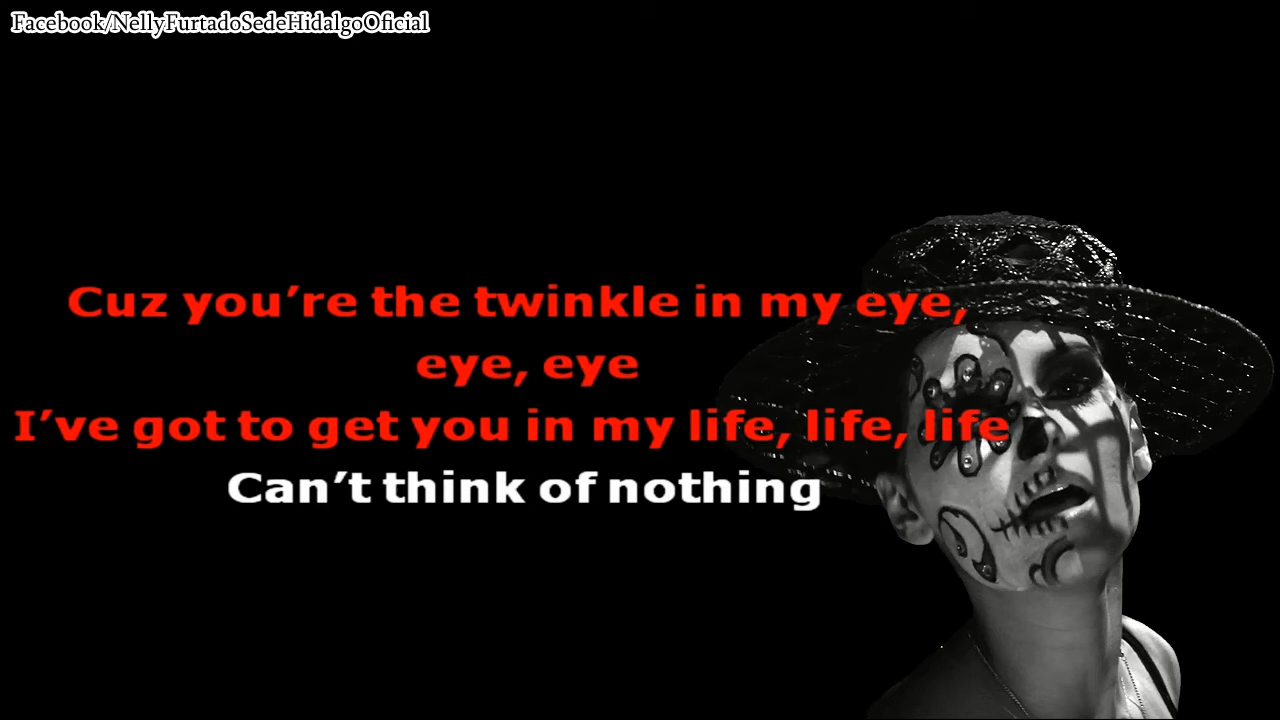 Facebook/NellyFurtadoSedeHidalgoOficial
Cuz you’re the twinkle in my eye,
eye, eye
I’ve got to get you in my life, life, life
Can’t think of nothing